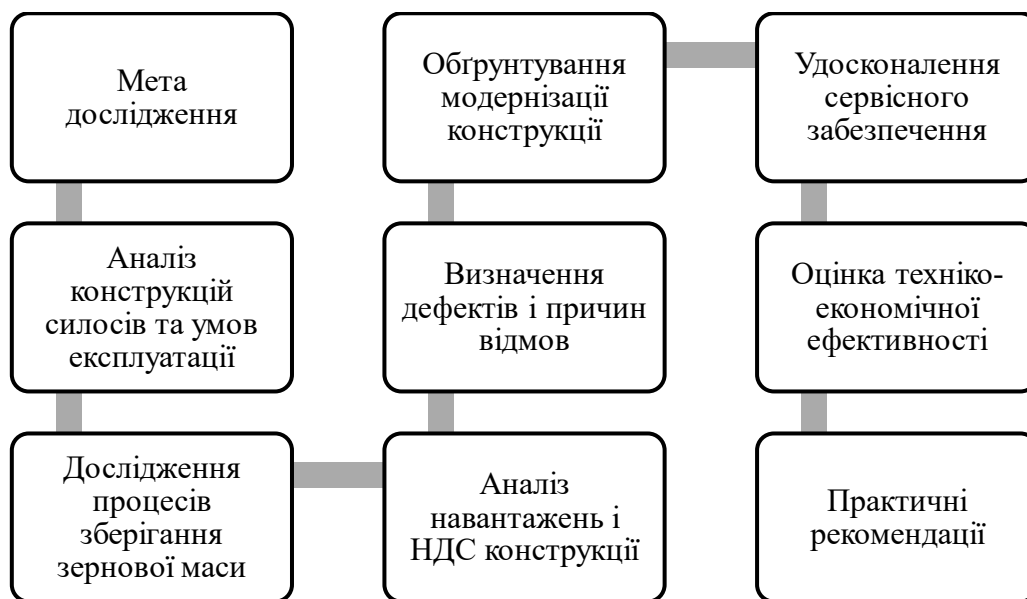 Мета
дослідження
Аналіз
конструкцій
силосів та умов
експлуатації
Дослідження
процесів
зберігання
зернової маси
Аналіз
навантажень і
НДС конструкції
Визначення
дефектів і причин
відмов
Обґрунтування
модернізації
конструкції
Удосконалення
сервісного
забезпечення
Оцінка техніко-
економічної
ефективності
Практичні
рекомендації